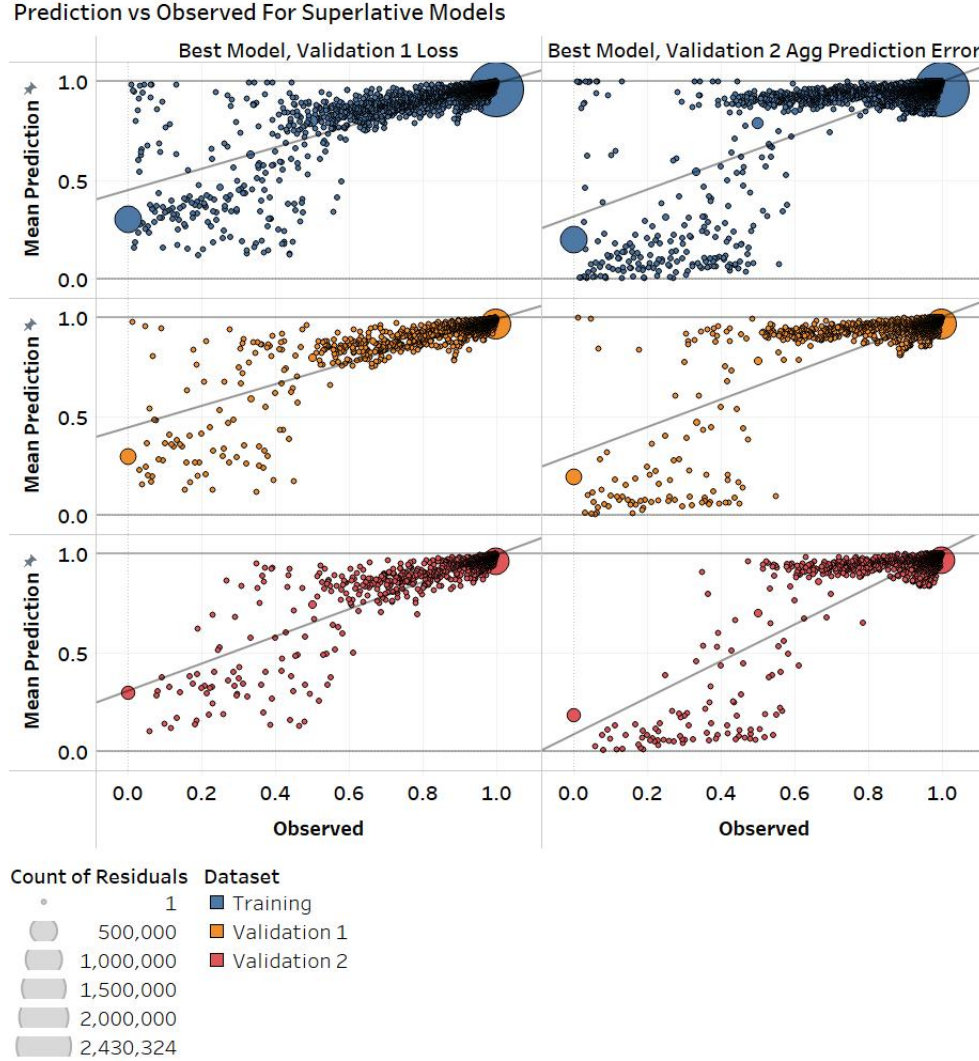 Prediction vs Observed For Superlative Models
Best Model, Validation 1 Loss
Best Model, Validation 2 Agg Prediction Error
Mean Prediction
1.0
0.5
0.0
Mean Prediction
1.0
0.5
0.0
Mean Prediction
1.0
0.5
0.0
0.0 0.2 0.4 0.6 0.8 1.0
0.0 0.2 0.4 0.6 0.8 1.0
Observed
Observed
Count of Residuals
1
500,000
1,000,000
1,500,000
2,000,000
2,430,324
Dataset
Training
Validation 1
Validation 2